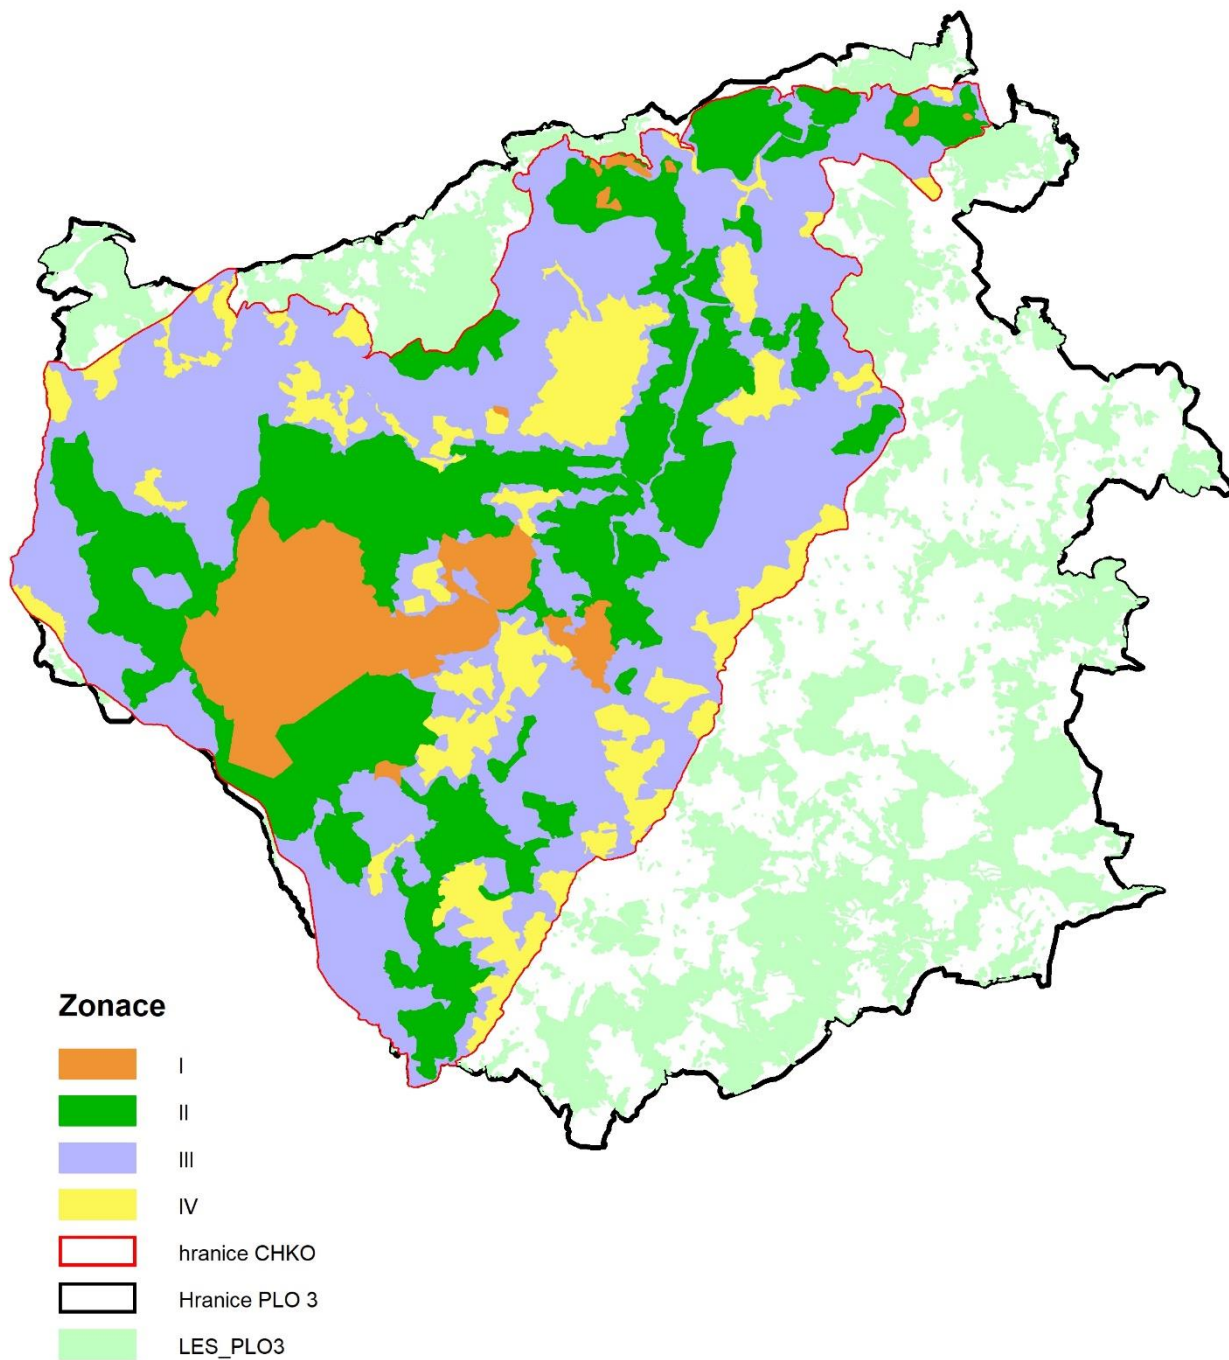 Zonace
I
II
III
IV
hranice CHKO
Hranice PLO 3
LES_PLO3